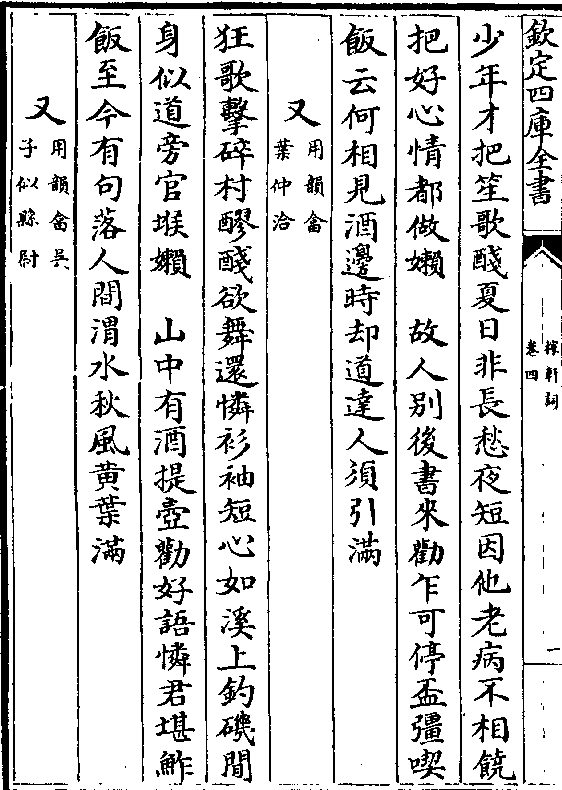 欽定四庫全書
稼軒詞
卷四
一
少年才把笙歌醆夏日非長愁夜短因他老病不相饒
把好心情都做嬾　故人别後書來勸乍可停盃彊喫
飯云何相見酒邊時却道達人須引滿
又
用韻畣
葉仲洽
狂歌擊碎村醪醆欲舞還憐衫袖短心如溪上釣磯閒
身似道旁官堠嬾　山中有酒提壺勸好語憐君堪鮓
飯至今有句落人間渭水秋風黄葉滿
又
用韻畣吴
子似縣尉